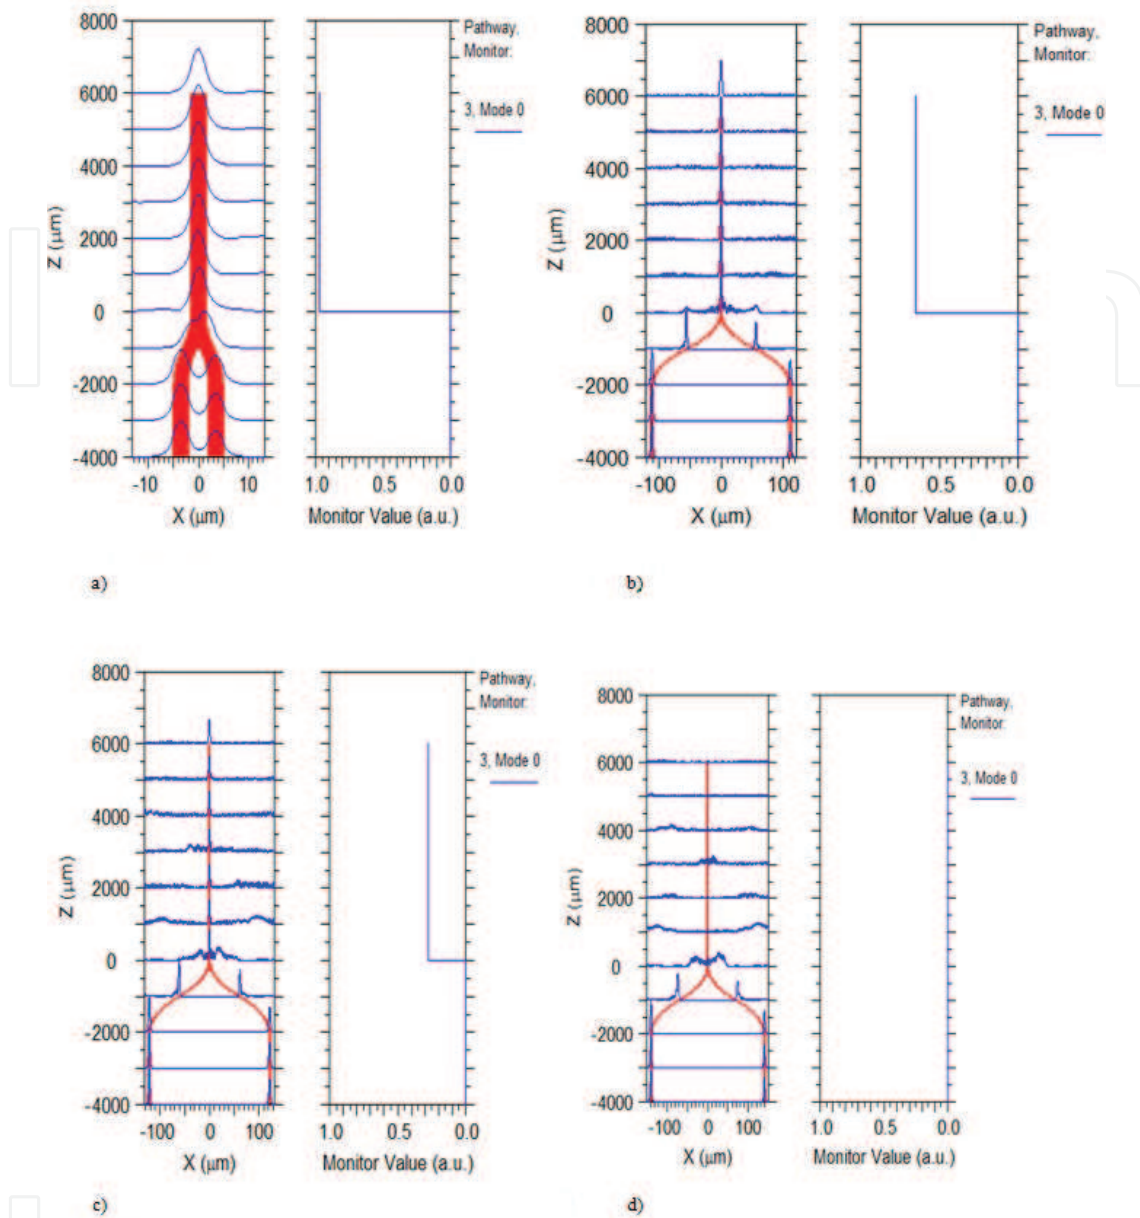 8000
6000
4000
2000
0
-2000
-4000
Z (μm)
-10 0 10
X (μm)
1.0 0.5 0.0
Monitor Value (a.u.)
Pathway,
Monitor:
3, Mode 0
a)
8000
6000
4000
2000
0
-2000
-4000
Z (μm)
-100 0 100
X (μm)
1.0 0.5 0.0
Monitor Value (a.u.)
Pathway,
Monitor:
3, Mode 0
b)
8000
6000
4000
2000
0
-2000
-4000
Z (μm)
-100 0 100
X (μm)
1.0 0.5 0.0
Monitor Value (a.u.)
Pathway,
Monitor:
3, Mode 0
c)
8000
6000
4000
2000
0
-2000
-4000
Z (μm)
-100 0 100
X (μm)
1.0 0.5 0.0
Monitor Value (a.u.)
Pathway,
Monitor:
3, Mode 0
d)